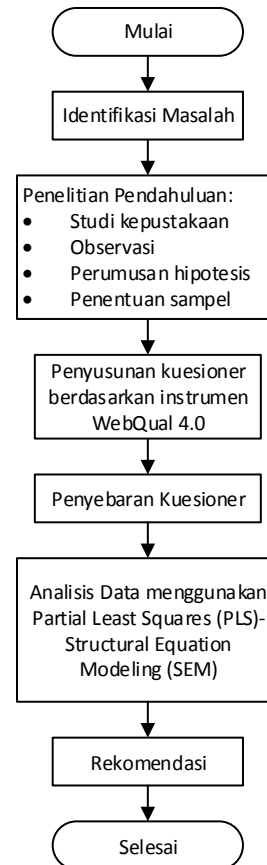 Mulai
Identifikasi Masalah
Penelitian Pendahuluan:
• Studi kepustakaan
• Observasi
• Perumusan hipotesis
• Penentuan sampel
Penyusunan kuesioner
berdasarkan instrumen
WebQual 4.0
Penyebaran Kuesioner
Analisis Data menggunakan
Partial Least Squares (PLS)-
Structural Equation
Modeling (SEM)
Rekomendasi
Selesai